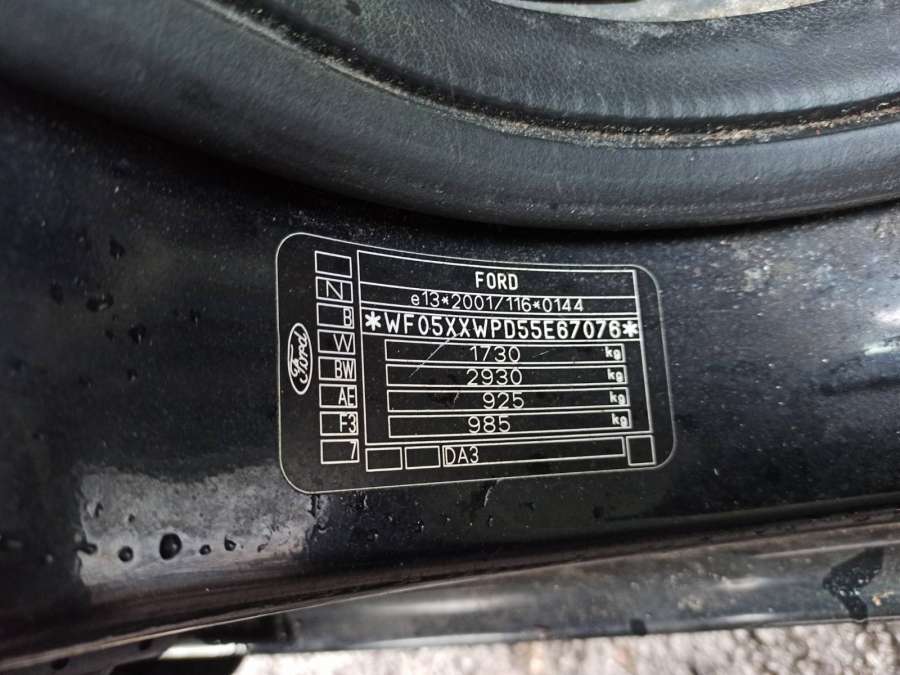 FORD
e13*2001/116*0144
*WF05XXWPD55E67076*
1730 kg
2930 kg
925 kg
985 kg
DA3
N
B
W
BW
AE
F3
7
Ford